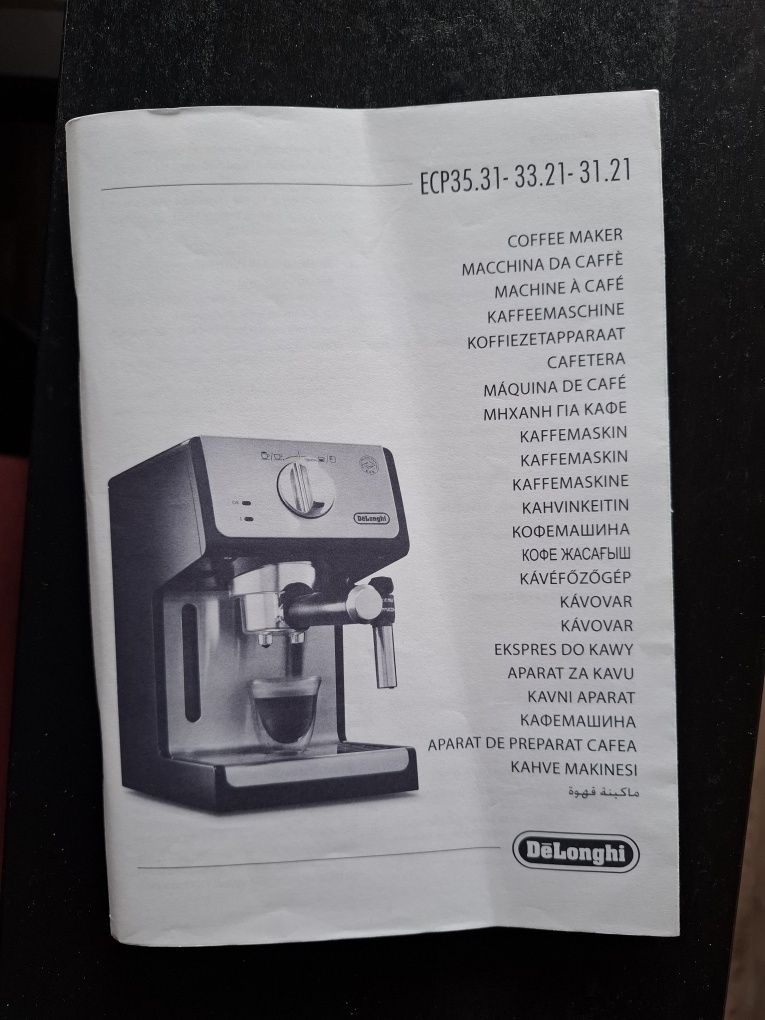 ECP35.31- 33.21- 31.21
COFFEE MAKER
MACCHINA DA CAFFÈ
MACHINE À CAFÉ
KAFFEEMASCHINE
KOFFIEZETAPPARAAT
CAFETERA
MÁQUINA DE CAFÉ
ΜΗΧΑΝΗ ΓΙΑ ΚΑΦΕ
KAFFEMASKIN
KAFFEMASKIN
KAFFEMASKINE
KAHVINKEITIN
КОФЕМАШИНА
КОФЕ ЖАСАҒЫШ
KÁVÉFŐZŐGÉP
KÁVOVAR
KÁVOVAR
EKSPRES DO KAWY
APARAT ZA KAVU
KAVNI APARAT
КАФЕМАШИНА
APARAT DE PREPARAT CAFEA
KAHVE MAKINESI
ماكينة قهوة
DeLonghi
DēLonghi